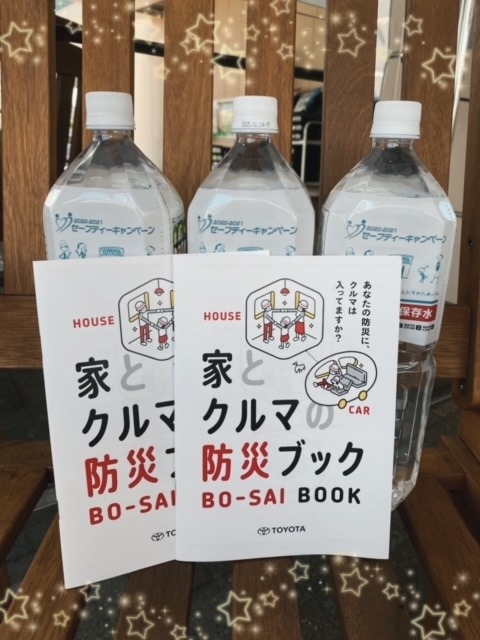 2020-2021
セーフティーキャンペーン
2020-2021
セーフティーキャンペーン
2020-2021
セーフティーキャンペーン
保存水
HOUSE
家と
クルマ
防災ブ
BO-SAI
TO
HOUSE
あなたの防災に、
クルマは
入ってますか？
CAR
家と
クルマの
防災ブック
BO-SAI BOOK
TOYOTA